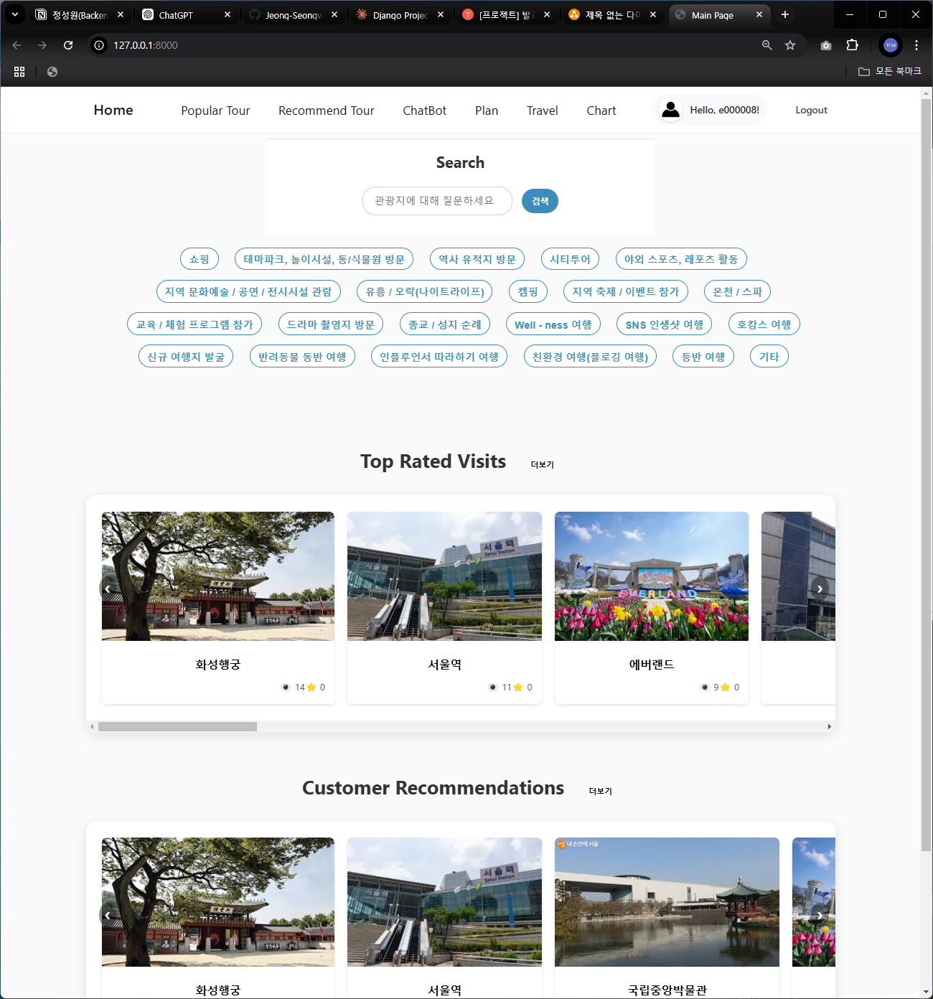 정성원(Backen
ChatGPT
Jeong-Seongw
Django Projec
[프로젝트] 발표
제목 없는 다이
Main Page
127.0.0.1:8000
ㄲㅂ
모든 북마크
Home
Popular Tour
Recommend Tour
ChatBot
Plan
Travel
Chart
Hello, e000008!
Logout
Search
관광지에 대해 질문하세요
검색
쇼핑
테마파크, 놀이시설, 동/식물원 방문
역사 유적지 방문
시티투어
야외 스포츠, 레포츠 활동
지역 문화예술 / 공연 / 전시시설 관람
유흥 / 오락(나이트라이프)
캠핑
지역 축제 / 이벤트 참가
온천 / 스파
교육 / 체험 프로그램 참가
드라마 촬영지 방문
종교 / 성지 순례
Well - ness 여행
SNS 인생샷 여행
호캉스 여행
신규 여행지 발굴
반려동물 동반 여행
인플루언서 따라하기 여행
친환경 여행(플로깅 여행)
등반 여행
기타
Top Rated Visits
더보기
서울역
서울역
Seoul Station
화성행궁
14 0
서울역
11 0
에버랜드
9 0
Customer Recommendations
더보기
서울역
서울역
Seoul Station
내 손안에 서울
화성행궁
서울역
국립중앙박물관